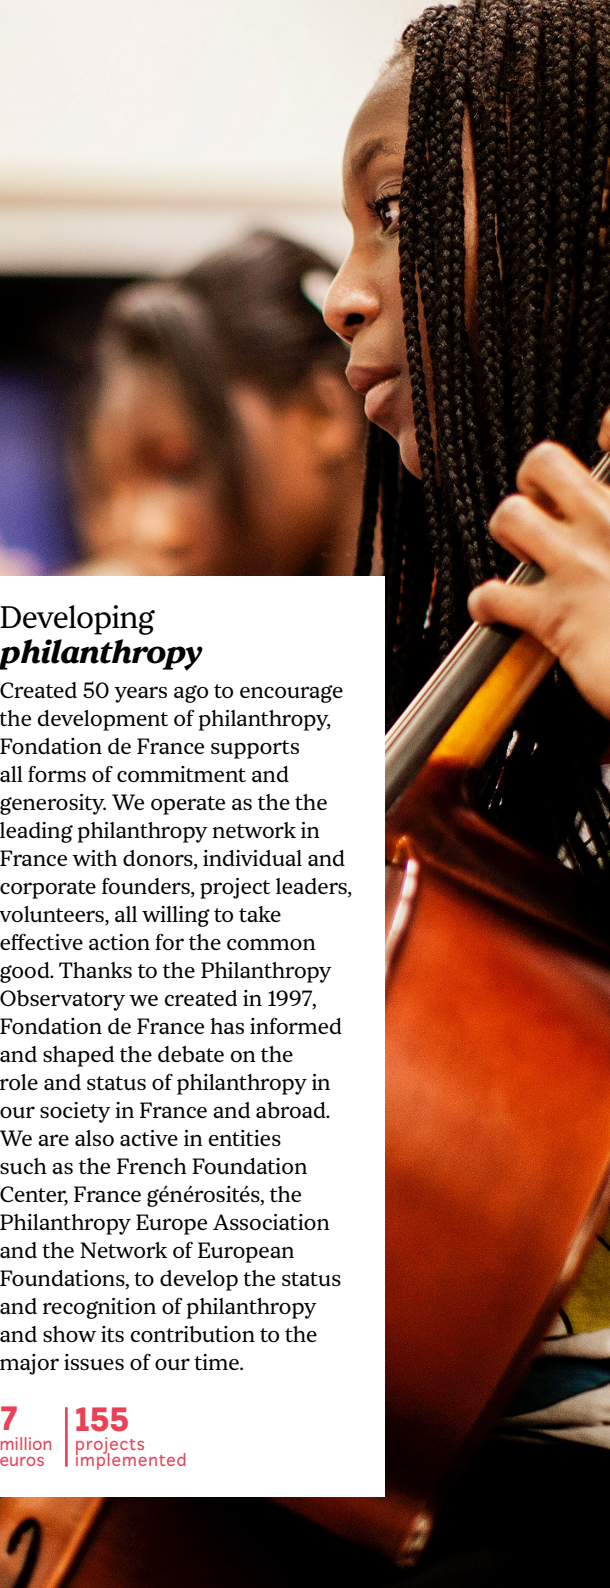 Developing
philanthropy
Created 50 years ago to encourage
the development of philanthropy,
Fondation de France supports
all forms of commitment and
generosity. We operate as the the
leading philanthropy network in
France with donors, individual and
corporate founders, project leaders,
volunteers, all willing to take
effective action for the common
good. Thanks to the Philanthropy
Observatory we created in 1997,
Fondation de France has informed
and shaped the debate on the
role and status of philanthropy in
our society in France and abroad.
We are also active in entities
such as the French Foundation
Center, France générosités, the
Philanthropy Europe Association
and the Network of European
Foundations, to develop the status
and recognition of philanthropy
and show its contribution to the
major issues of our time.
7
million
euros
155
projects
implemented